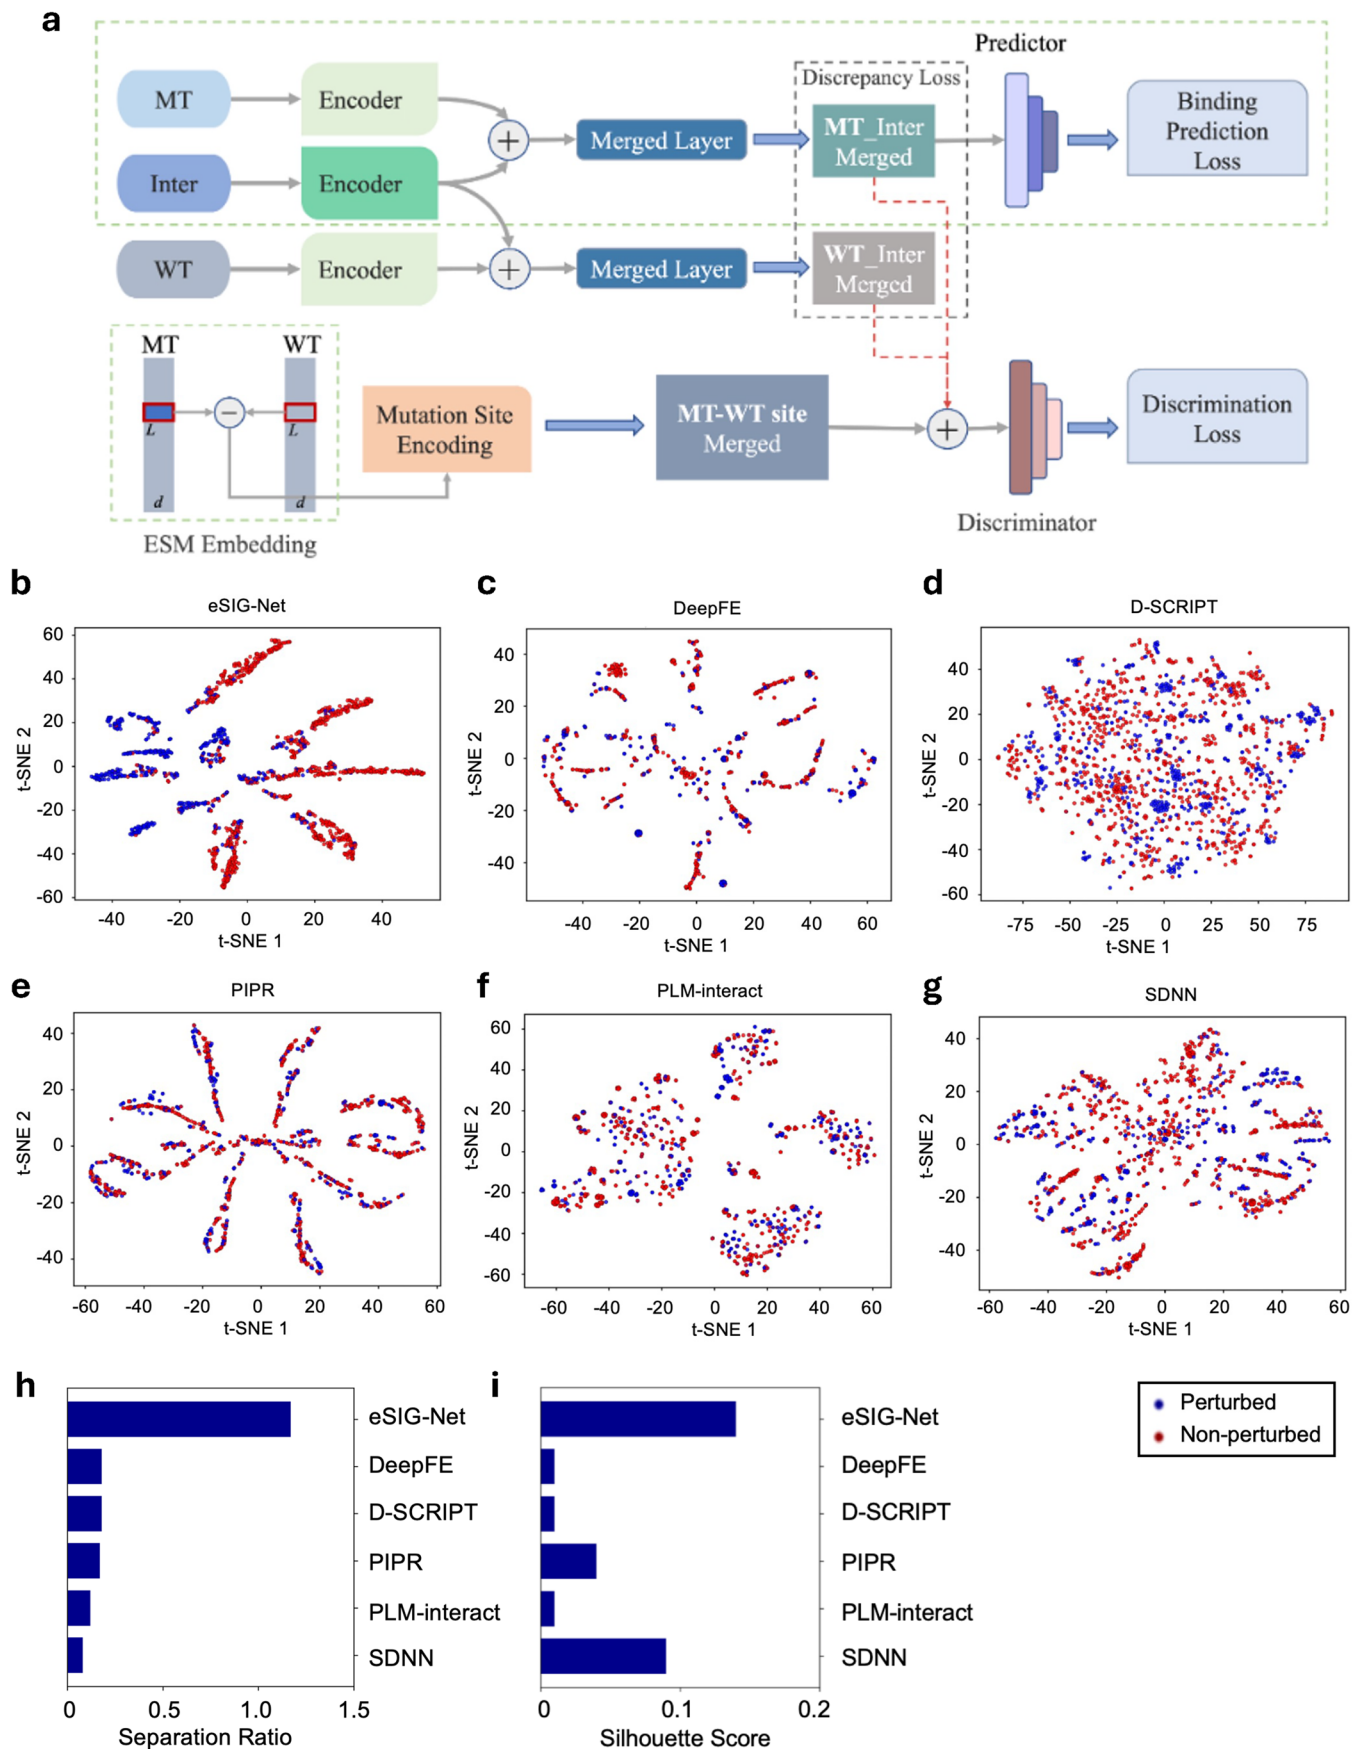 a
Predictor
Discrepancy Loss
MT
Encoder
+
Merged Layer
MT_Inter
Merged
Binding
Prediction
Loss
Inter
Encoder
WT
Encoder
+
Merged Layer
WT_Inter
Merged
MT
WT
−
L
L
d
d
ESM Embedding
Mutation Site
Encoding
MT-WT site
Merged
+
Discrimination
Loss
Discriminator
b
eSIG-Net
60
40
20
0
-20
-40
-60
t-SNE 2
-40 -20 0 20 40
t-SNE 1
c
DeepFE
40
20
0
-20
-40
t-SNE 2
-40 -20 0 20 40 60
t-SNE 1
d
D-SCRIPT
40
20
0
-20
-40
-60
t-SNE 2
-75 -50 -25 0 25 50 75
t-SNE 1
e
PIPR
40
20
0
-20
-40
t-SNE 2
-60 -40 -20 0 20 40 60
t-SNE 1
f
PLM-interact
60
40
20
0
-20
-40
-60
t-SNE 2
-60 -40 -20 0 20 40 60
t-SNE 1
g
SDNN
40
20
0
-20
-40
t-SNE 2
-60 -40 -20 0 20 40 60
t-SNE 1
h
eSIG-Net
DeepFE
D-SCRIPT
PIPR
PLM-interact
SDNN
0 0.5 1.0 1.5
Separation Ratio
i
eSIG-Net
DeepFE
D-SCRIPT
PIPR
PLM-interact
SDNN
0 0.1 0.2
Silhouette Score
Perturbed
Non-perturbed